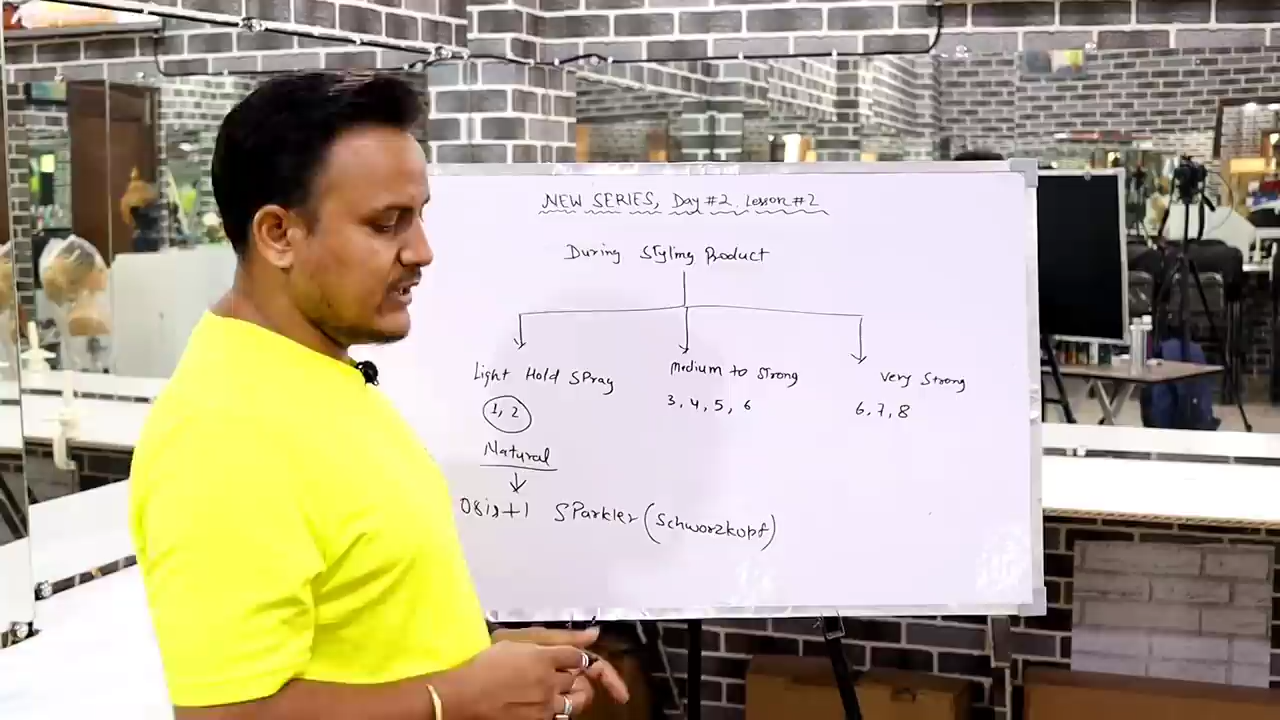 NEW SERIES, Day #2. Lesson #2
During Styling Product
Light Hold SPray
Medium to Strong
Very Strong
1, 2
3, 4, 5, 6
6, 7, 8
Natural
Osis+1 SParkler (Schworzkopf)